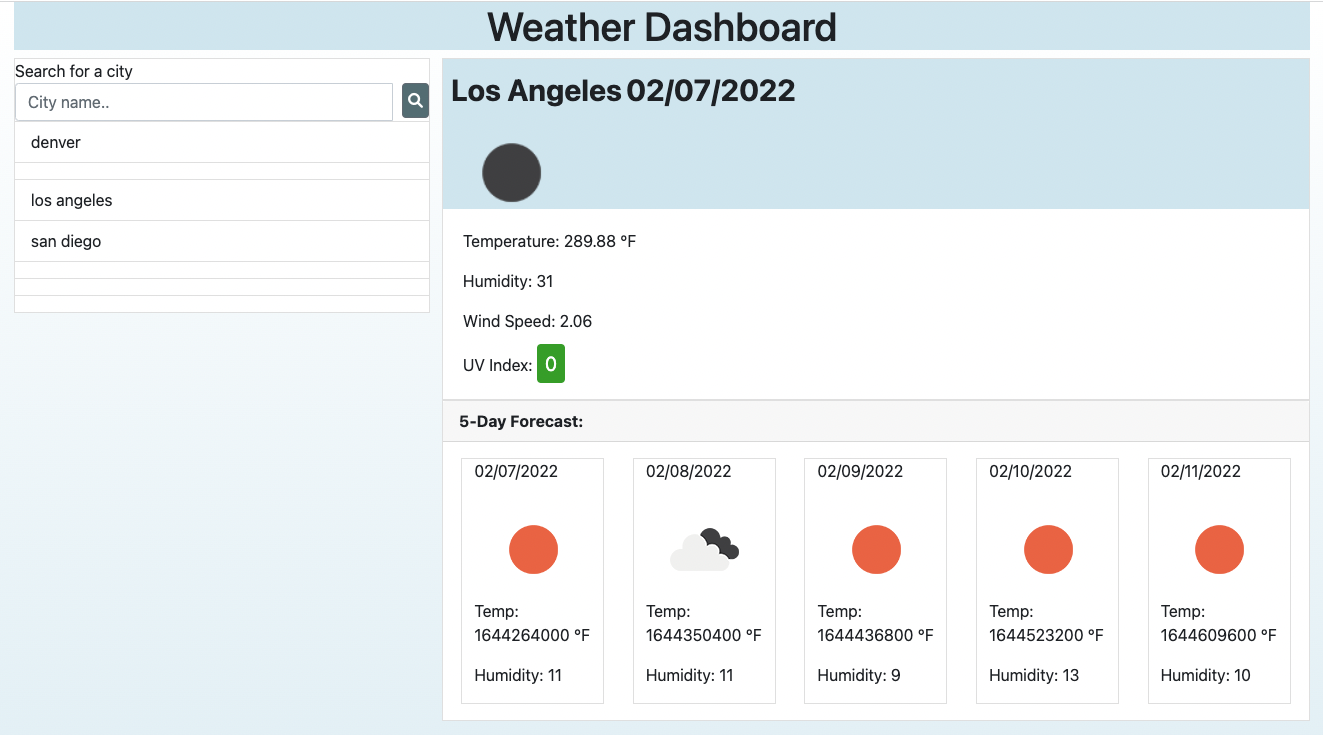 Weather Dashboard
Search for a city
City name..
denver
los angeles
san diego
Los Angeles 02/07/2022
Temperature: 289.88 °F
Humidity: 31
Wind Speed: 2.06
UV Index: 0
5-Day Forecast:
02/07/2022
Temp:
1644264000 °F
Humidity: 11
02/08/2022
Temp:
1644350400 °F
Humidity: 11
02/09/2022
Temp:
1644436800 °F
Humidity: 9
02/10/2022
Temp:
1644523200 °F
Humidity: 13
02/11/2022
Temp:
1644609600 °F
Humidity: 10